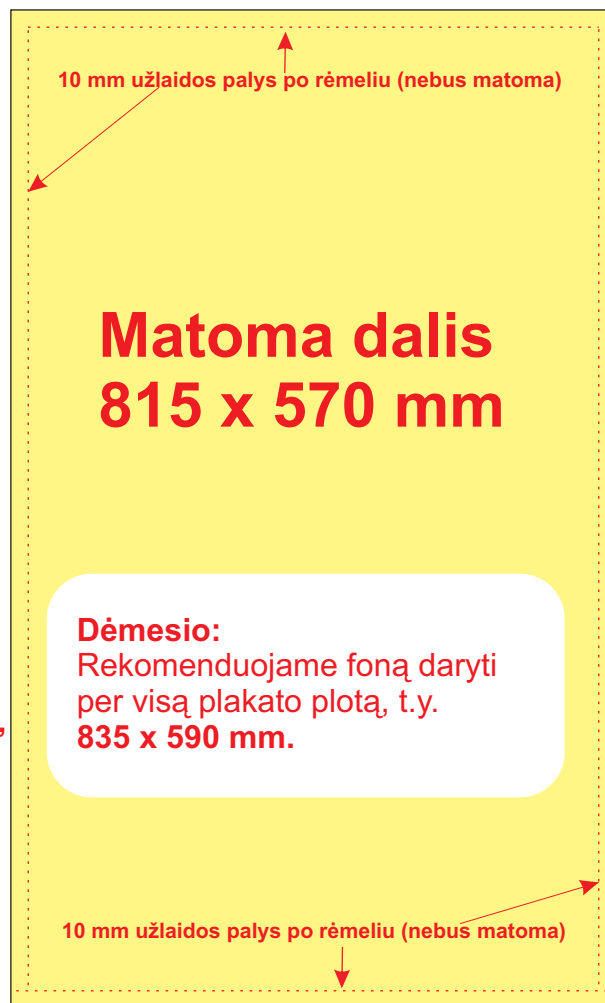 10 mm užlaidos palys po rėmeliu (nebus matoma)
Matoma dalis
815 x 570 mm
Dėmesio:
Rekomenduojame foną daryti
per visą plakato plotą, t.y.
835 x 590 mm.
,
10 mm užlaidos palys po rėmeliu (nebus matoma)